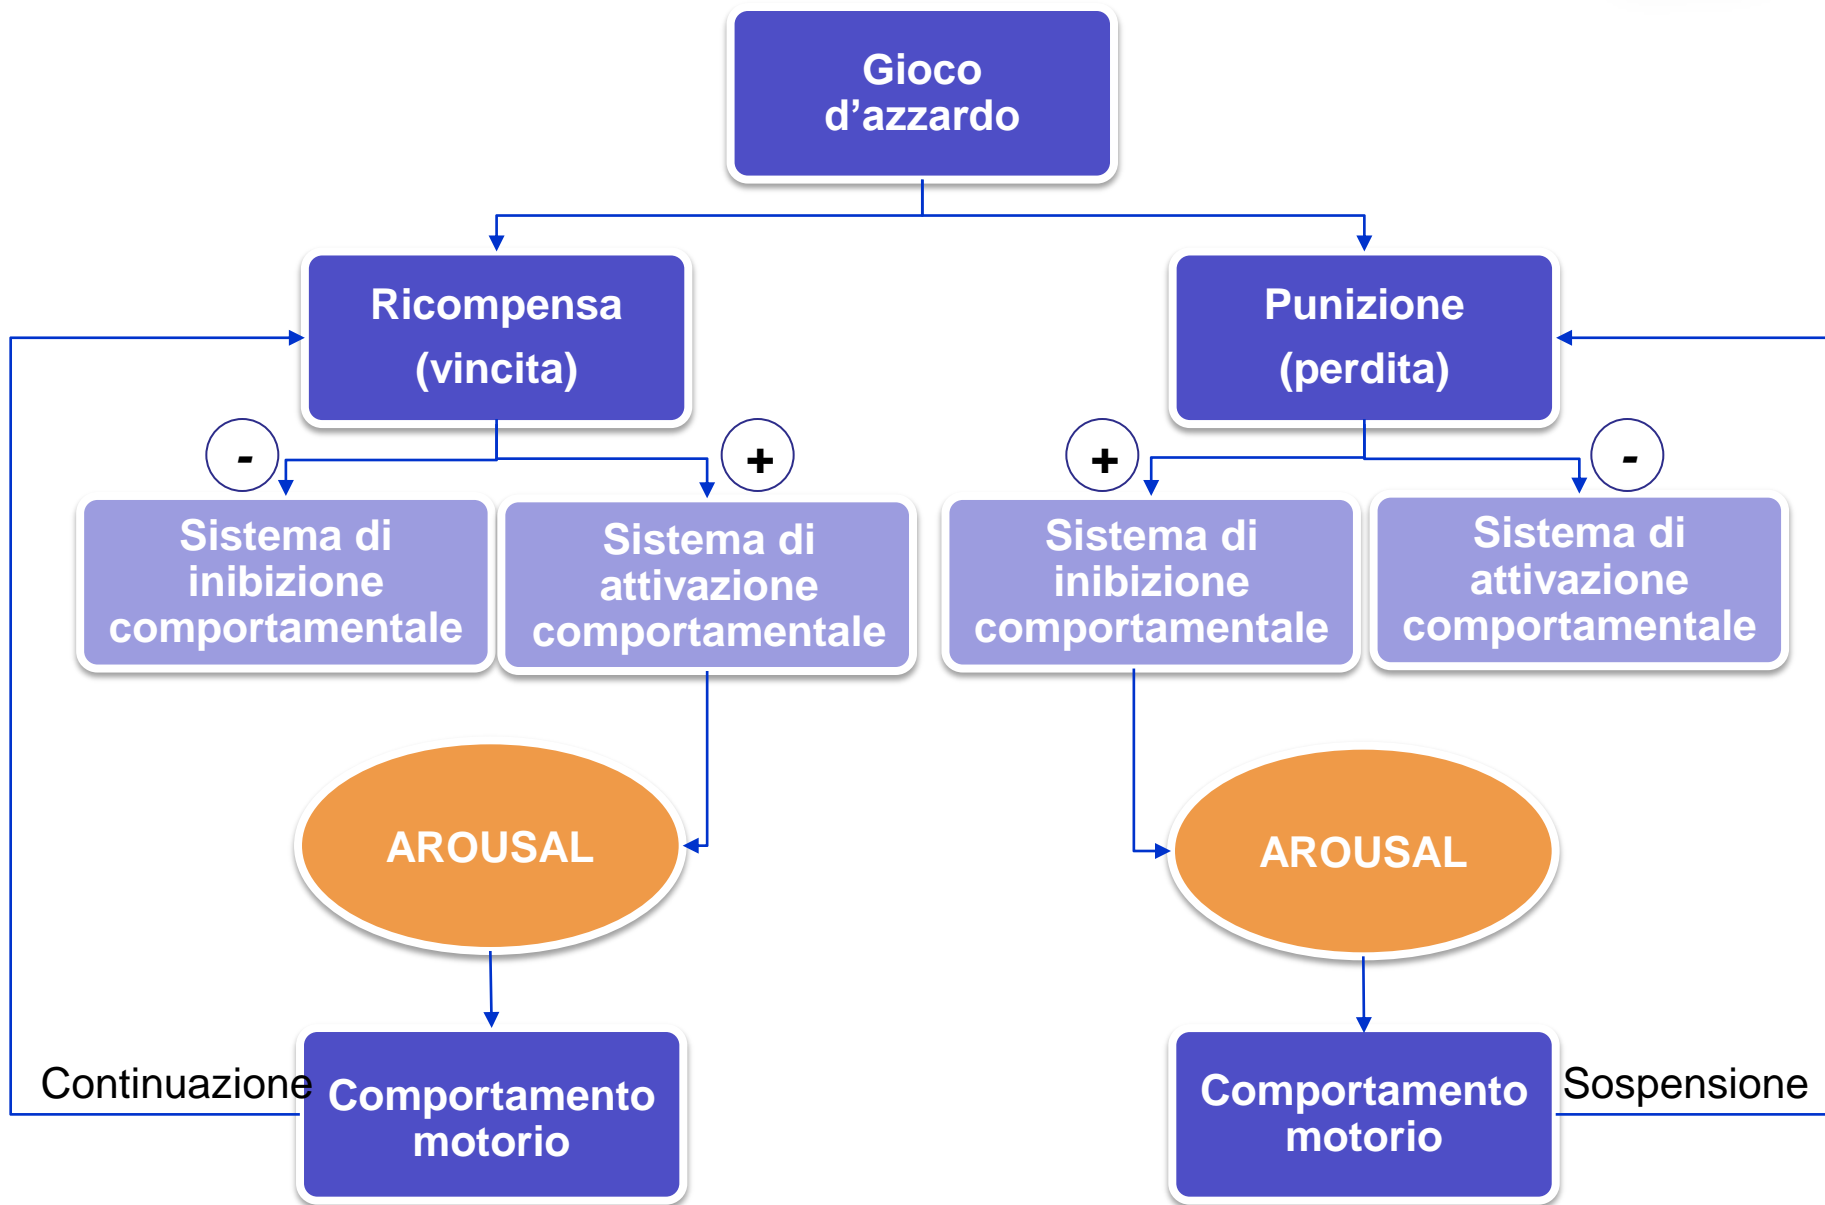 Gioco
d’azzardo
Ricompensa
(vincita)
Punizione
(perdita)
-
+
+
-
Sistema di
inibizione
comportamentale
Sistema di
attivazione
comportamentale
Sistema di
inibizione
comportamentale
Sistema di
attivazione
comportamentale
AROUSAL
AROUSAL
Continuazione
Comportamento
motorio
Comportamento
motorio
Sospensione